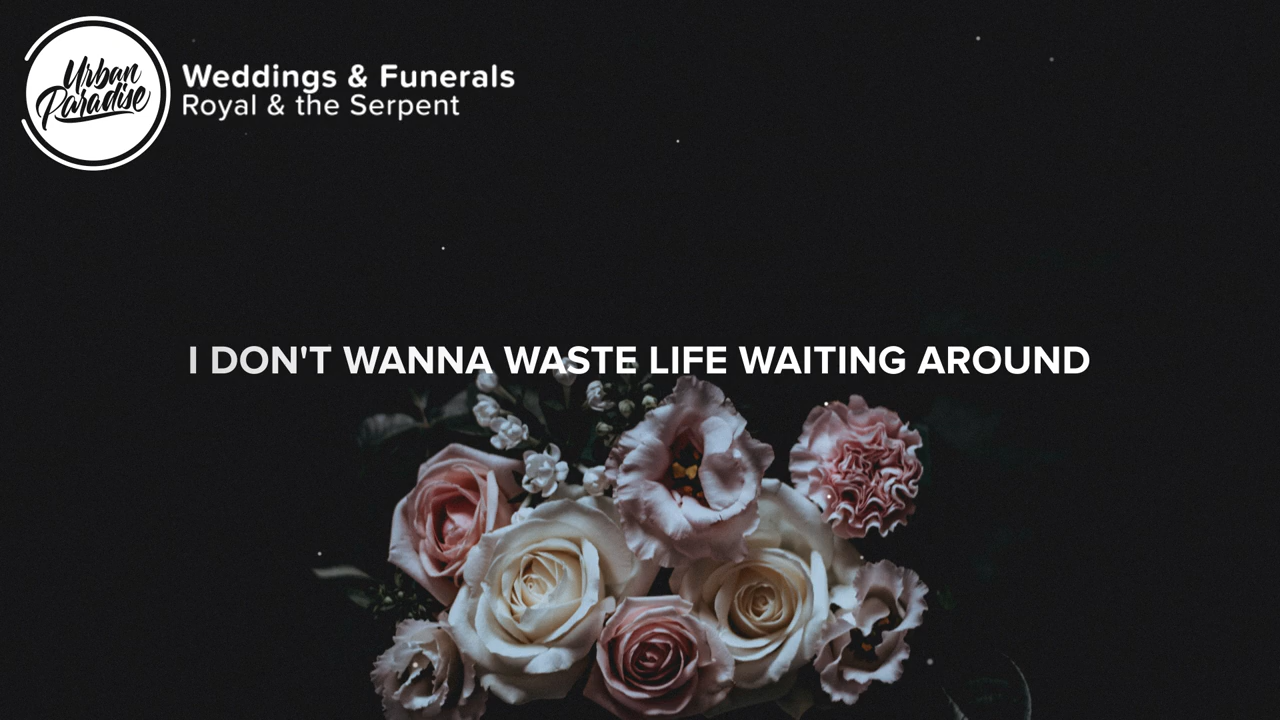 Urban
Paradise
Weddings & Funerals
Royal & the Serpent
I DON'T WANNA WASTE LIFE WAITING AROUND